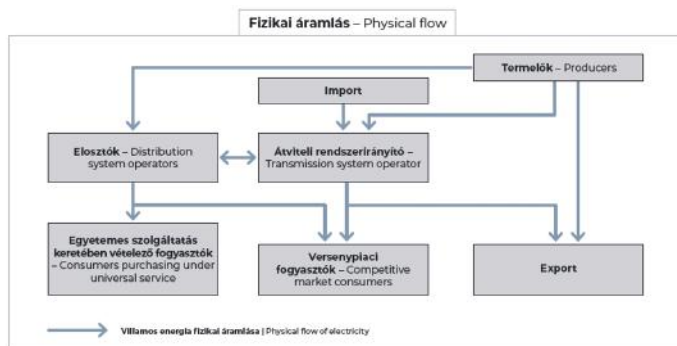 Fizikai áramlás – Physical flow
Termelők – Producers
Import
Elosztók – Distribution
system operators
Átviteli rendszerirányító –
Transmission system operator
Egyetemes szolgáltatás
keretében vételező fogyasztók
– Consumers purchasing under
universal service
Versenypiaci
fogyasztók – Competitive
market consumers
Export
Villamos energia fizikai áramlása | Physical flow of electricity